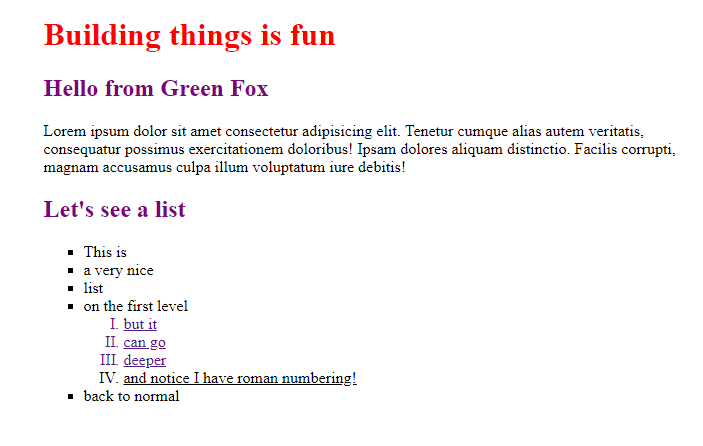 Building things is fun
Hello from Green Fox
Lorem ipsum dolor sit amet consectetur adipisicing elit. Tenetur cumque alias autem veritatis,
consequatur possimus exercitationem doloribus! Ipsam dolores aliquam distinctio. Facilis corrupti,
magnam accusamus culpa illum voluptatum iure debitis!
Let's see a list
▪ This is
▪ a very nice
▪ list
▪ on the first level
I. but it
II. can go
III. deeper
IV. and notice I have roman numbering!
▪ back to normal